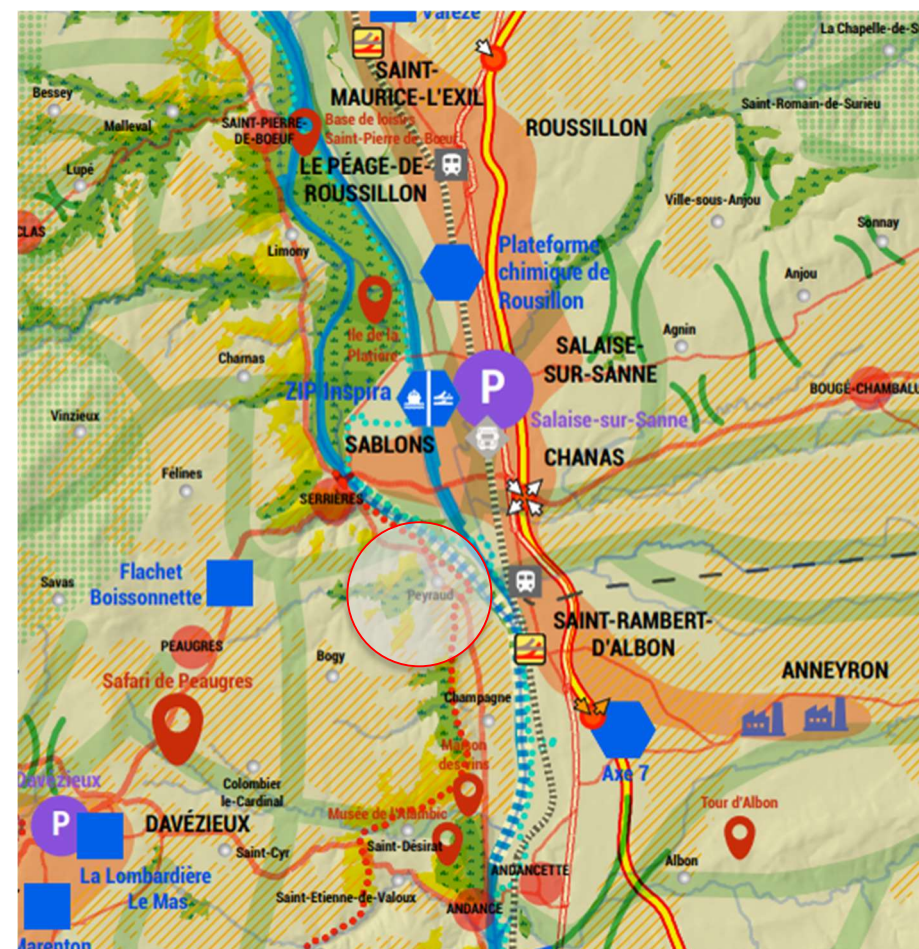 Varèze
La Chapelle-de-S
SAINT-
MAURICE-L'EXIL
Bessey
Malleval
SAINT-PIERRE-
DE-BOEUF
Base de loisirs
Saint-Pierre de Bœuf
ROUSSILLON
Saint-Romain-de-Surieu
Lupé
LE PÉAGE-DE-
ROUSSILLON
Ville-sous-Anjou
Sonnay
CLAS
Limony
Plateforme
chimique de
Rousillon
Anjou
Ile de la
Platière
Agnin
Charnas
SALAISE-
SUR-SANNE
ZIP Inspira
P
BOUGÉ-CHAMBALU
Vinzieux
Salaise-sur-Sanne
SABLONS
CHANAS
Félines
SERRIÈRES
Flachet
Boissonnette
Savas
Peyraud
SAINT-RAMBERT-
D'ALBON
PEAUGRES
Bogy
ANNEYRON
Safari de Peaugres
Champagne
Maison
des vins
Axe 7
Davézieux
Colombier
le-Cardinal
Tour d'Albon
P
DAVÉZIEUX
Musée de l'Alambic
Saint-Désirat
Saint-Cyr
Albon
La Lombardière
Le Mas
ANDANCETTE
Saint-Etienne-de-Valoux
ANDANCE
Marenton